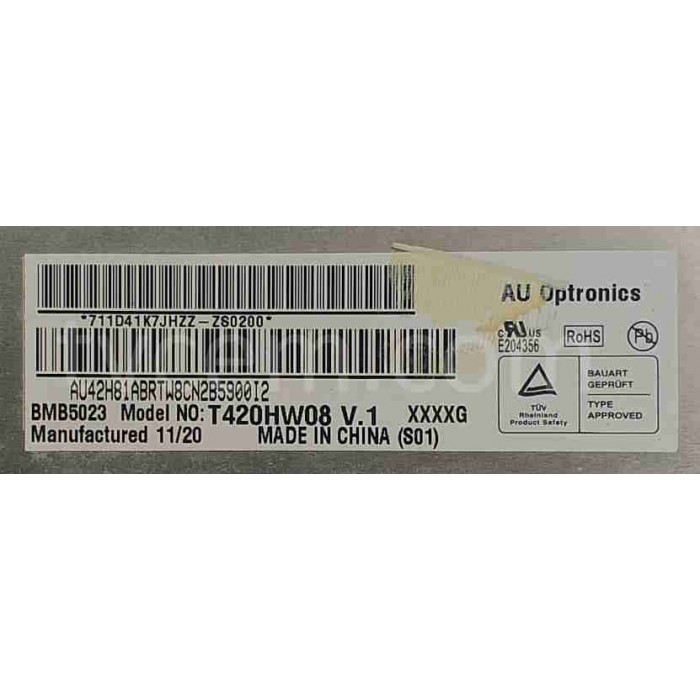 AU Optronics
*711D41K7JHZZ-ZS0200*
c RU US
E204356
RoHS
Pb
AU42H81ABRTW8CN2B5900I2
BMB5023 Model NO: T420HW08 V.1 XXXXG
Manufactured 11/20 MADE IN CHINA (S01)
TÜV
Rheinland
Product Safety
BAUART
GEPRÜFT
TYPE
APPROVED